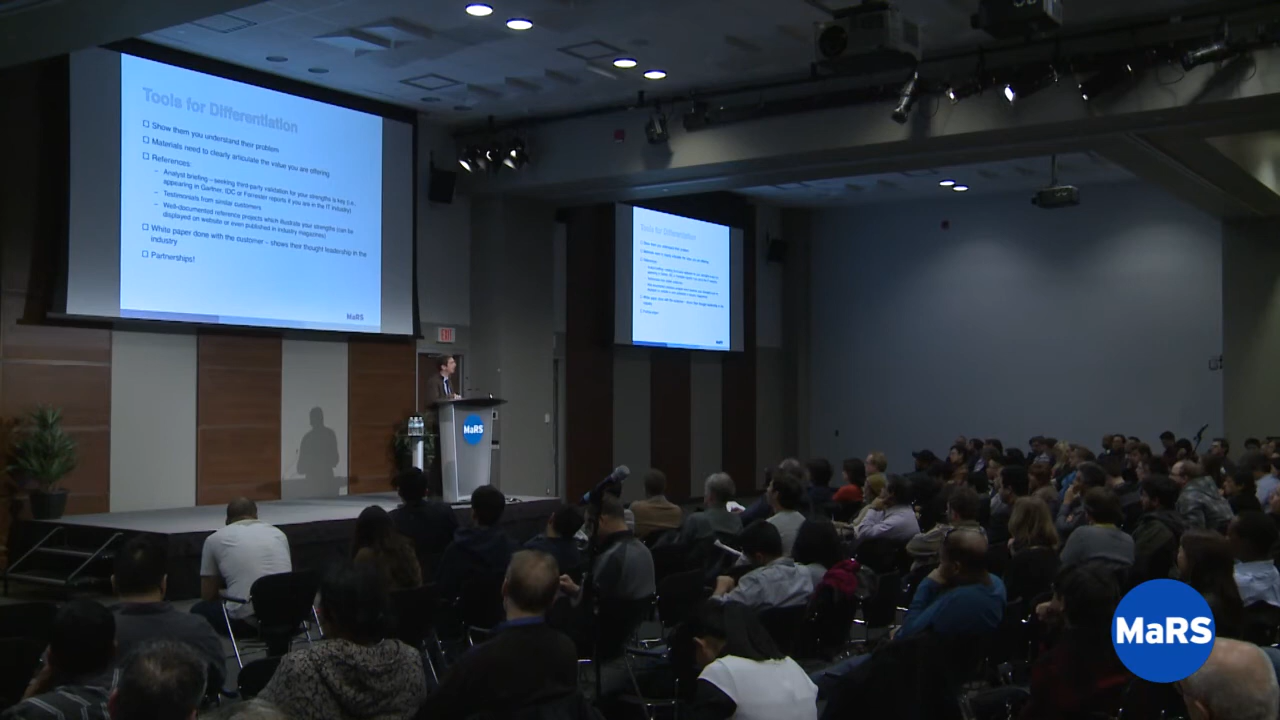 Tools for Differentiation
☐ Show them you understand their problem
☐ Materials need to clearly articulate the value you are offering
☐ References:
– Analyst briefing – seeking third-party validation for your strengths is key (i.e.,
appearing in Gartner, IDC or Forrester reports if you are in the IT industry)
– Testimonials from similar customers
– Well-documented reference projects which illustrate your strengths (can be
displayed on website or even published in industry magazines)
☐ White paper done with the customer – shows their thought leadership in the
industry
☐ Partnerships!
MaRS
Tools for Differentiation
EXIT
MaRS
MaRS